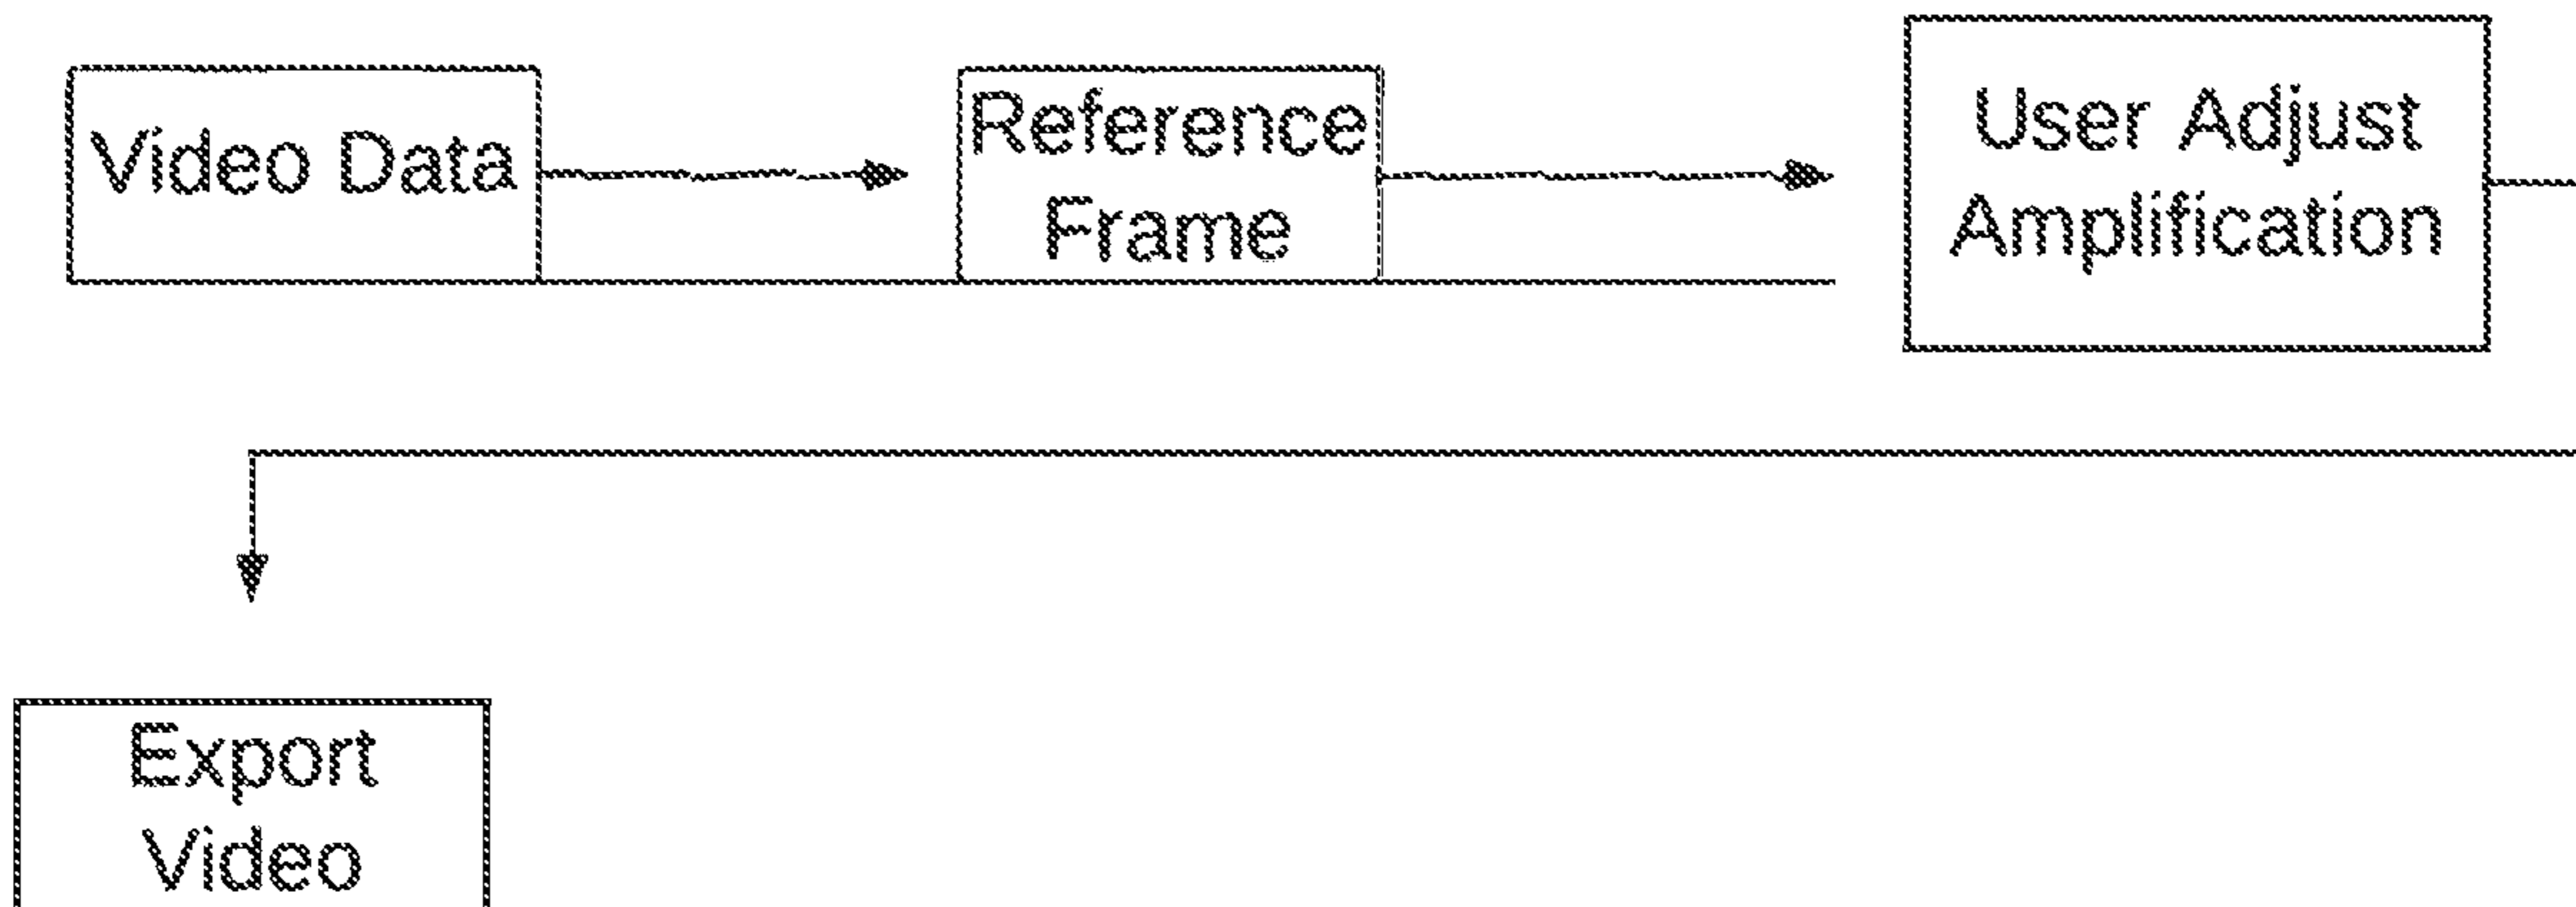 Video Data
Reference
Frame
User Adjust
Amplification
Export
Video